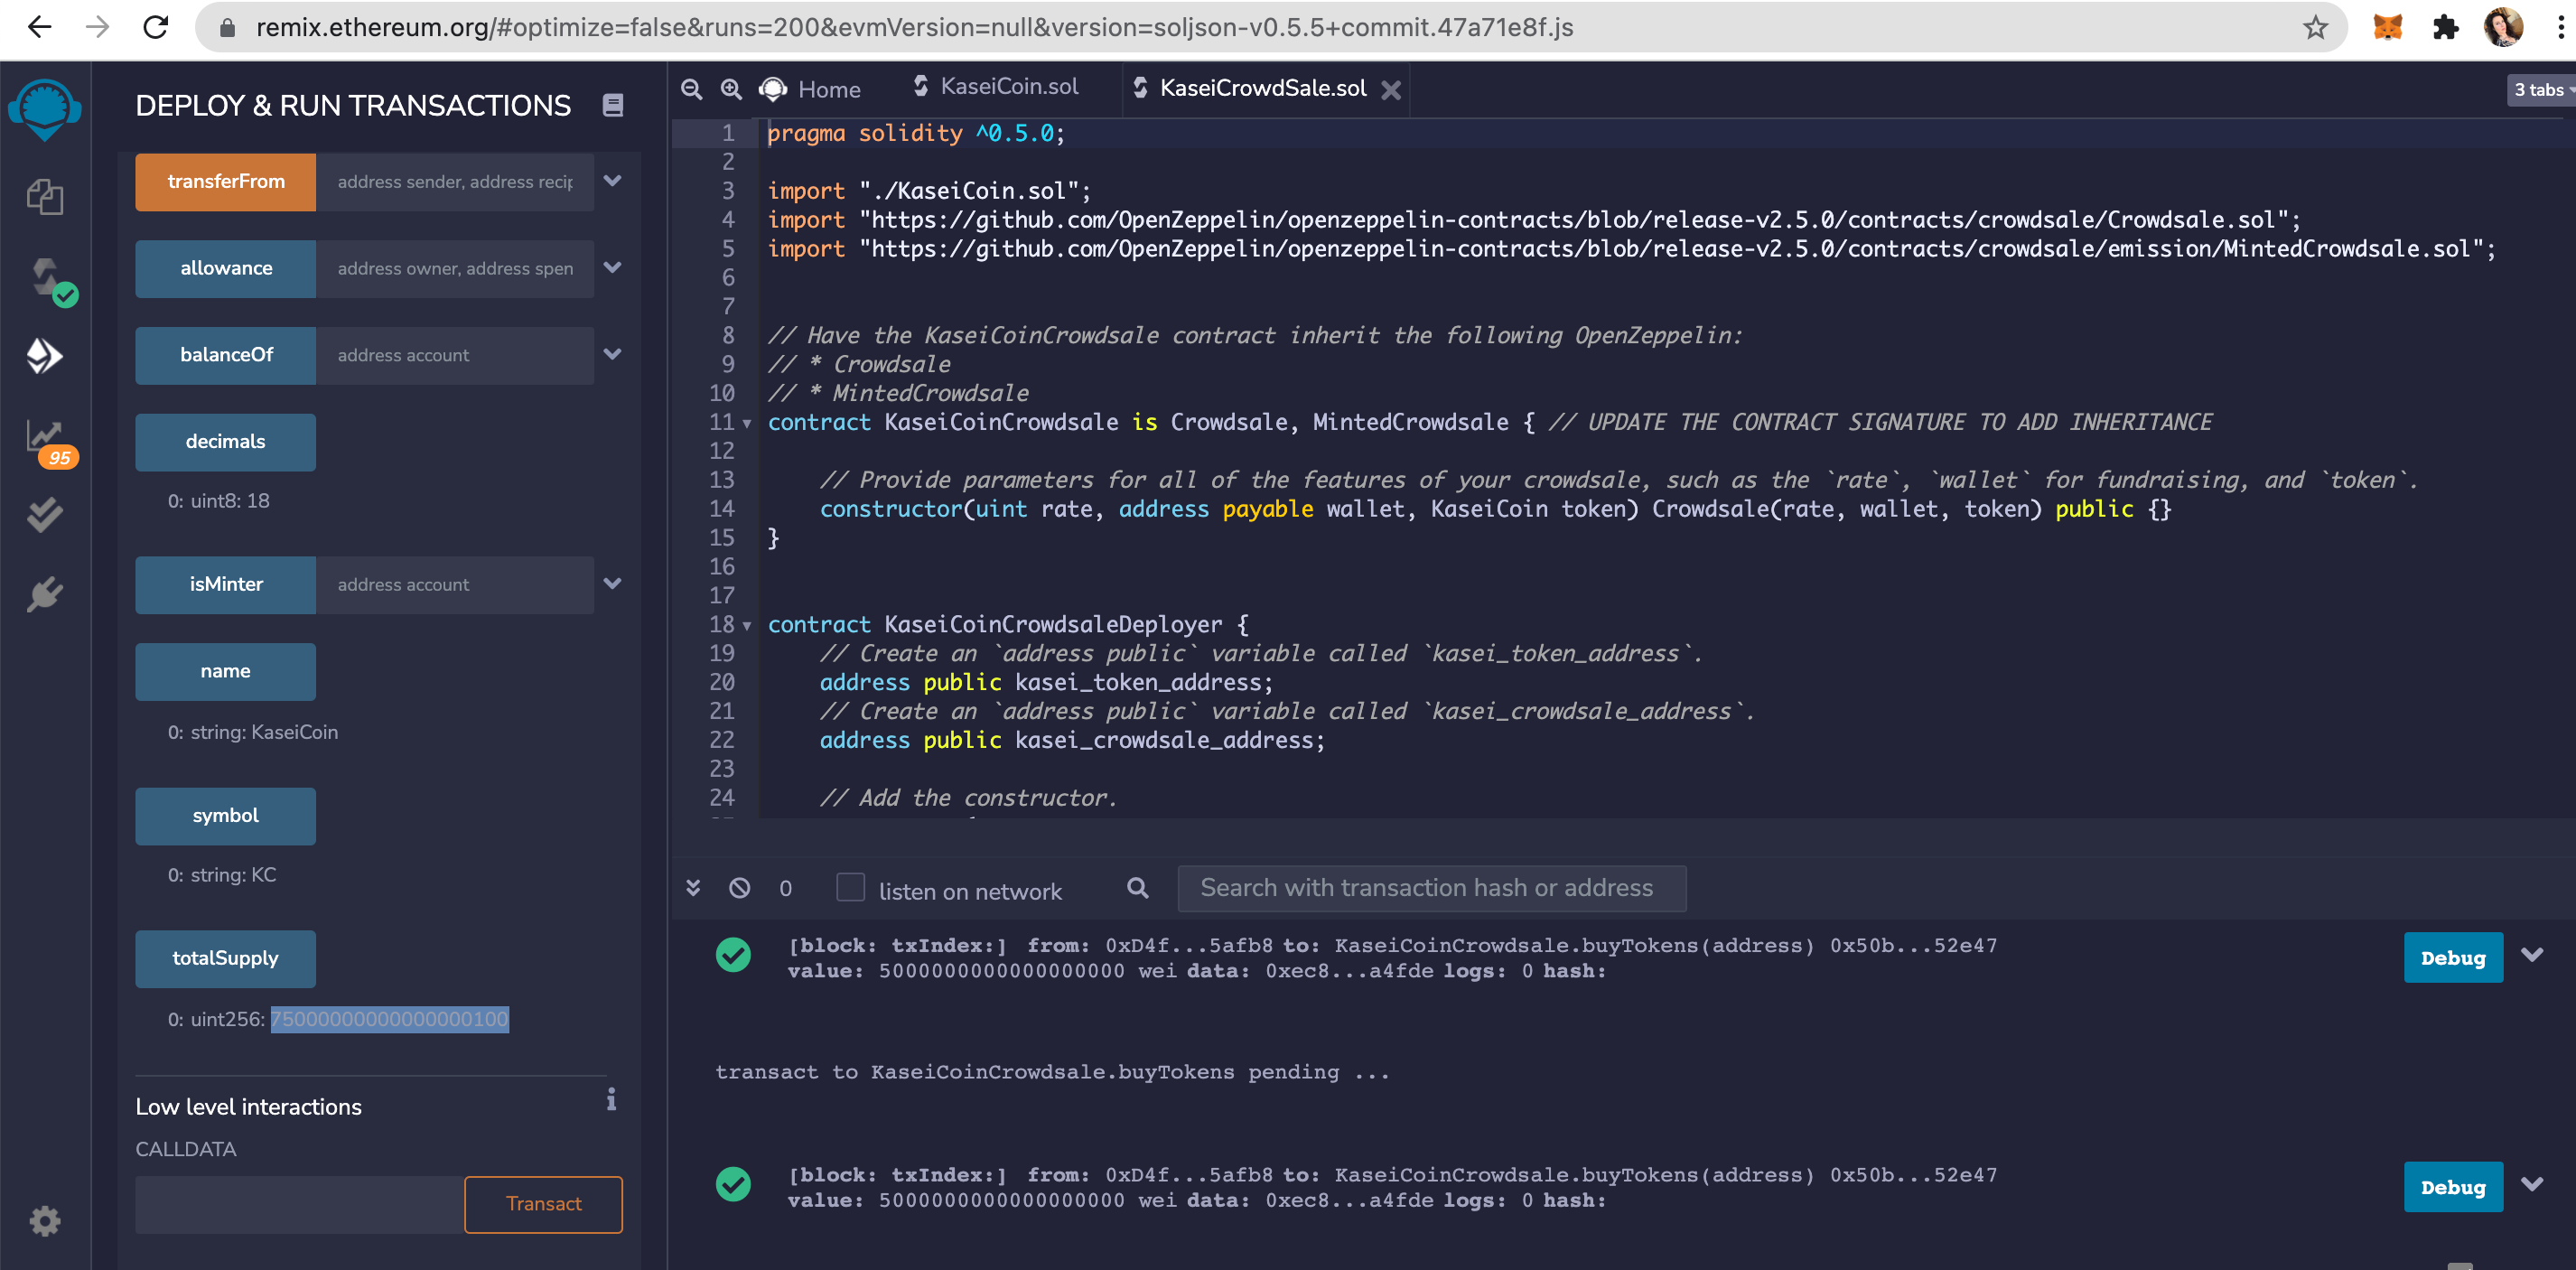 remix.ethereum.org/#optimize=false&runs=200&evmVersion=null&version=soljson-v0.5.5+commit.47a71e8f.js
DEPLOY & RUN TRANSACTIONS
transferFrom address sender, address recip
allowance address owner, address spen
balanceOf address account
decimals
0: uint8: 18
isMinter address account
name
0: string: KaseiCoin
symbol
0: string: KC
totalSupply
0: uint256: 75000000000000000100
Low level interactions
i
CALLDATA
Transact
95
Home KaseiCoin.sol KaseiCrowdSale.sol 3 tabs
1 pragma solidity ^0.5.0;
2
3 import "./KaseiCoin.sol";
4 import "https://github.com/OpenZeppelin/openzeppelin-contracts/blob/release-v2.5.0/contracts/crowdsale/Crowdsale.sol";
5 import "https://github.com/OpenZeppelin/openzeppelin-contracts/blob/release-v2.5.0/contracts/crowdsale/emission/MintedCrowdsale.sol";
6
7
8 // Have the KaseiCoinCrowdsale contract inherit the following OpenZeppelin:
9 // * Crowdsale
10 // * MintedCrowdsale
11 contract KaseiCoinCrowdsale is Crowdsale, MintedCrowdsale { // UPDATE THE CONTRACT SIGNATURE TO ADD INHERITANCE
12
13 // Provide parameters for all of the features of your crowdsale, such as the `rate`, `wallet` for fundraising, and `token`.
14 constructor(uint rate, address payable wallet, KaseiCoin token) Crowdsale(rate, wallet, token) public {}
15 }
16
17
18 contract KaseiCoinCrowdsaleDeployer {
19 // Create an `address public` variable called `kasei_token_address`.
20 address public kasei_token_address;
21 // Create an `address public` variable called `kasei_crowdsale_address`.
22 address public kasei_crowdsale_address;
23
24 // Add the constructor.
0 listen on network Search with transaction hash or address
[block: txIndex:] from: 0xD4f...5afb8 to: KaseiCoinCrowdsale.buyTokens(address) 0x50b...52e47
value: 5000000000000000000 wei data: 0xec8...a4fde logs: 0 hash:
Debug
transact to KaseiCoinCrowdsale.buyTokens pending ...
[block: txIndex:] from: 0xD4f...5afb8 to: KaseiCoinCrowdsale.buyTokens(address) 0x50b...52e47
value: 5000000000000000000 wei data: 0xec8...a4fde logs: 0 hash:
Debug